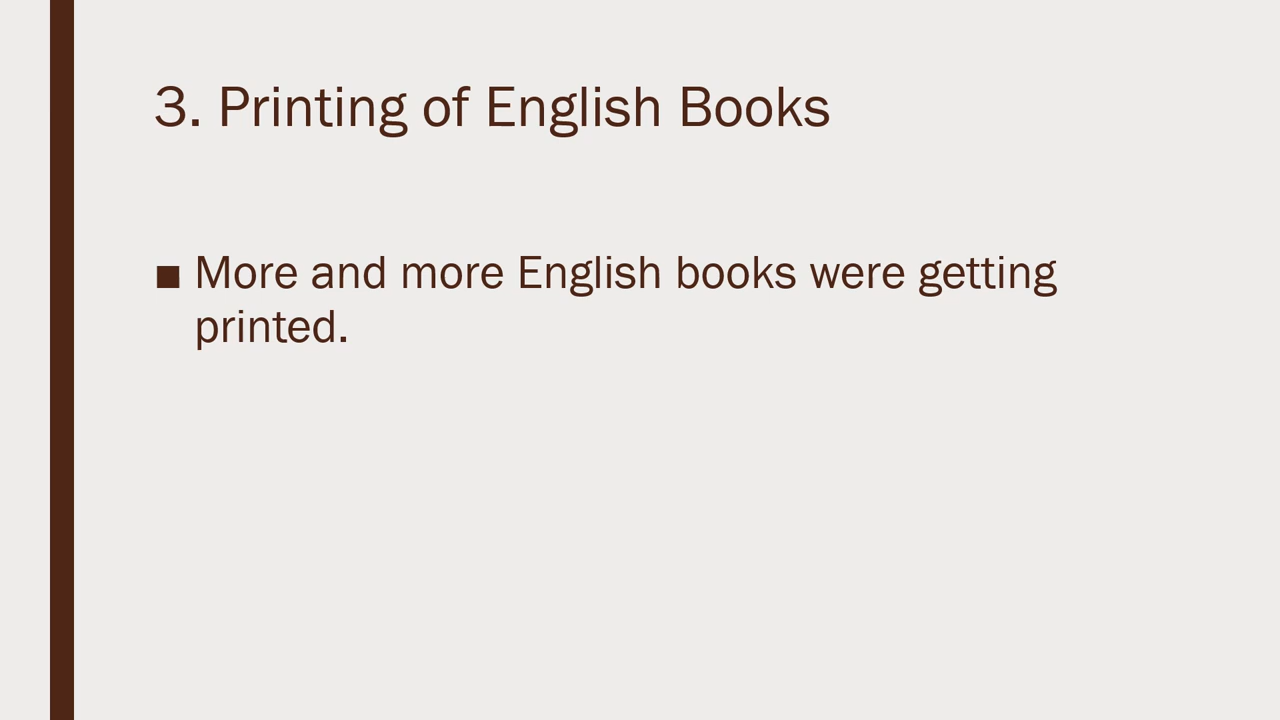 3. Printing of English Books
■ More and more English books were getting
printed.